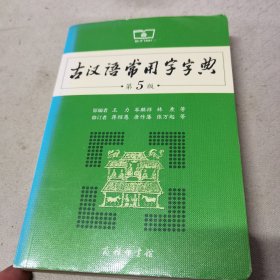 古汉语常用字字典
第5版
原编者 王力 岑麒祥 林焘 等
修订者 蒋绍愚 唐作藩 张万起 等
商务印书馆